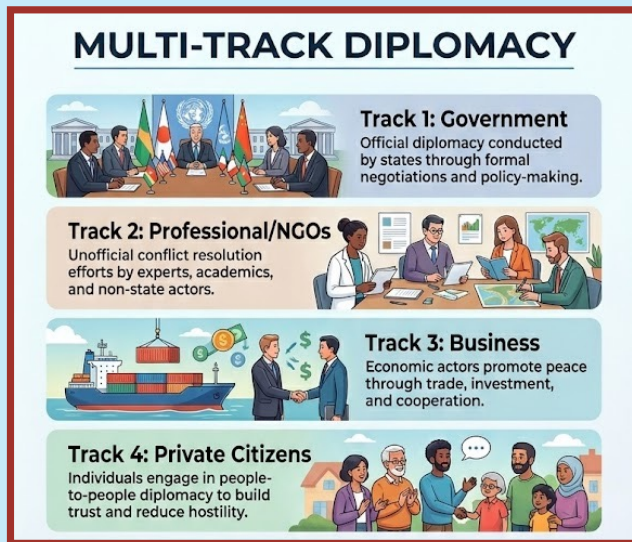 MULTI-TRACK DIPLOMACY
Track 1: Government
Official diplomacy conducted
by states through formal
negotiations and policy-making.
Track 2: Professional/NGOs
Unofficial conflict resolution
efforts by experts, academics,
and non-state actors.
Track 3: Business
Economic actors promote peace
through trade, investment,
and cooperation.
Track 4: Private Citizens
Individuals engage in people-
to-people diplomacy to build
trust and reduce hostility.